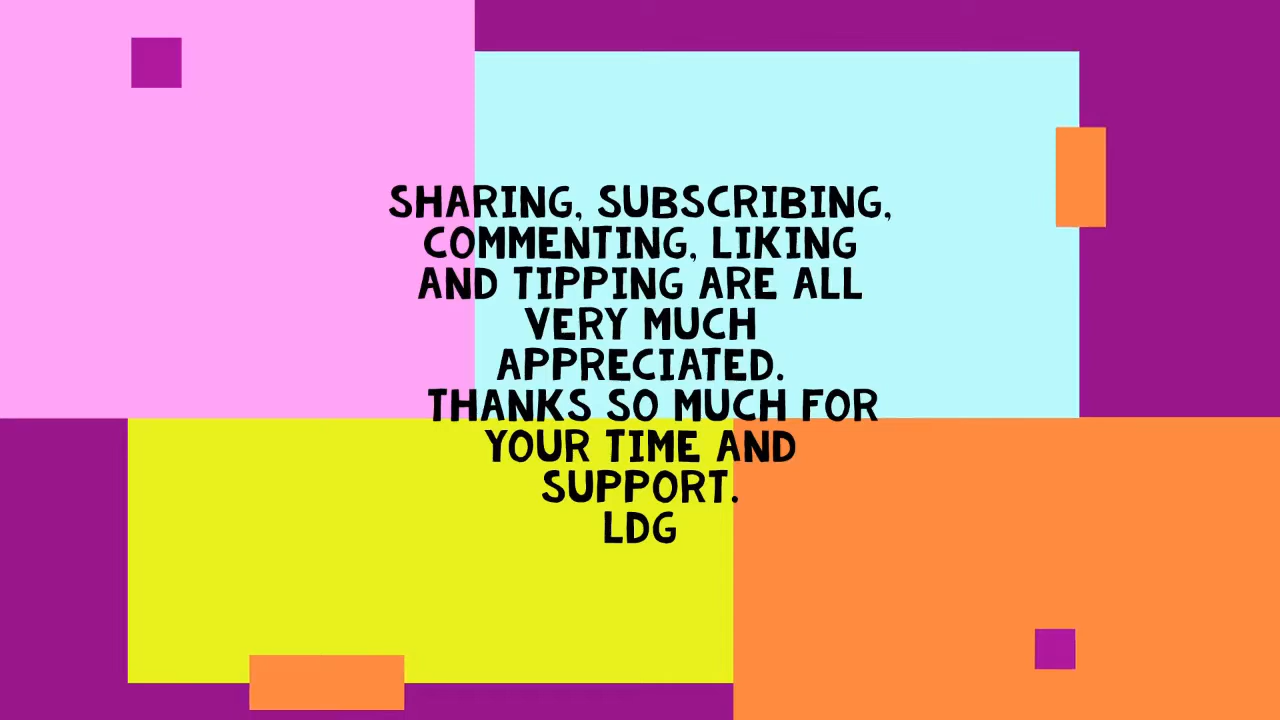 SHARING, SUBSCRIBING,
COMMENTING, LIKING
AND TIPPING ARE ALL
VERY MUCH
APPRECIATED.
THANKS SO MUCH FOR
YOUR TIME AND
SUPPORT.
LDG